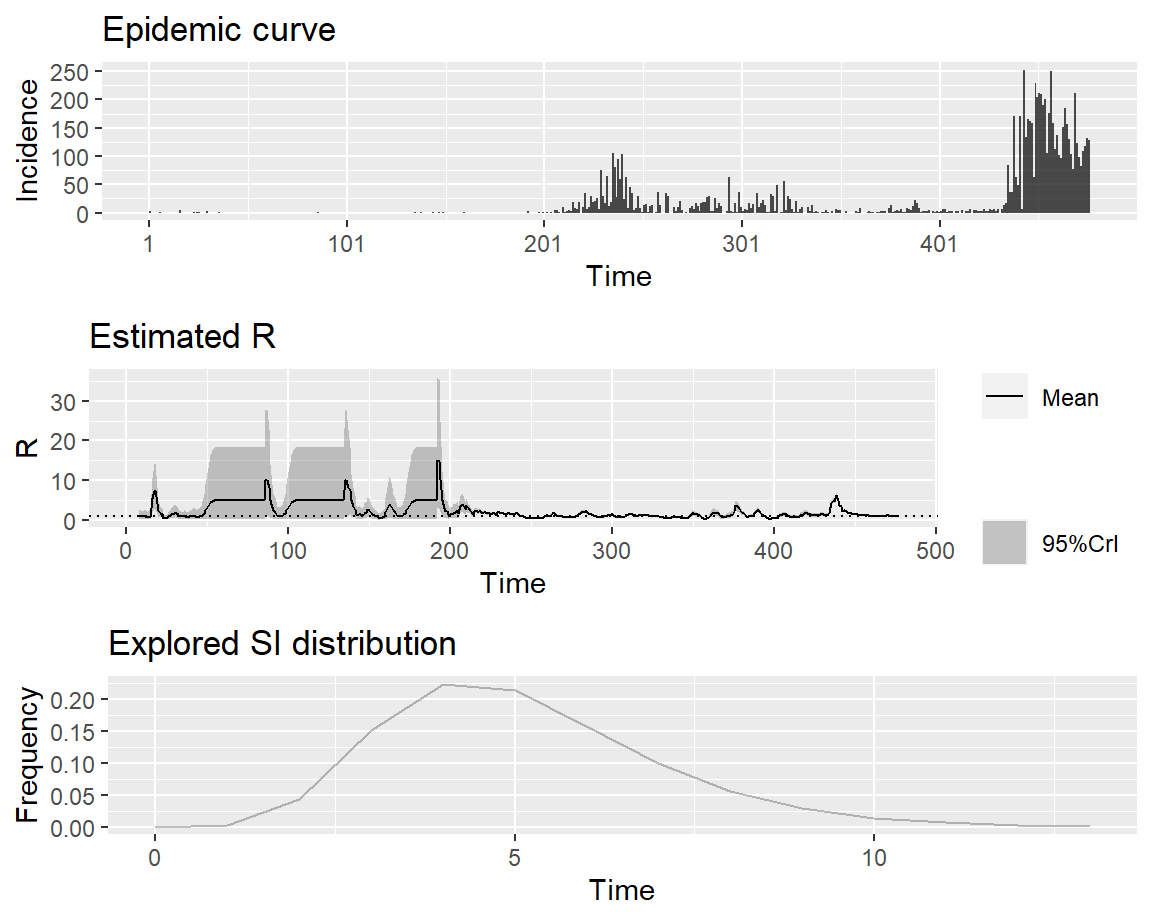 Epidemic curve
Incidence
250
200
150
100
50
0
1 101 201 301 401
Time
Estimated R
R
30
20
10
0
0 100 200 300 400 500
Time
Mean
95%CrI
Explored SI distribution
Frequency
0.20
0.15
0.10
0.05
0.00
0 5 10
Time